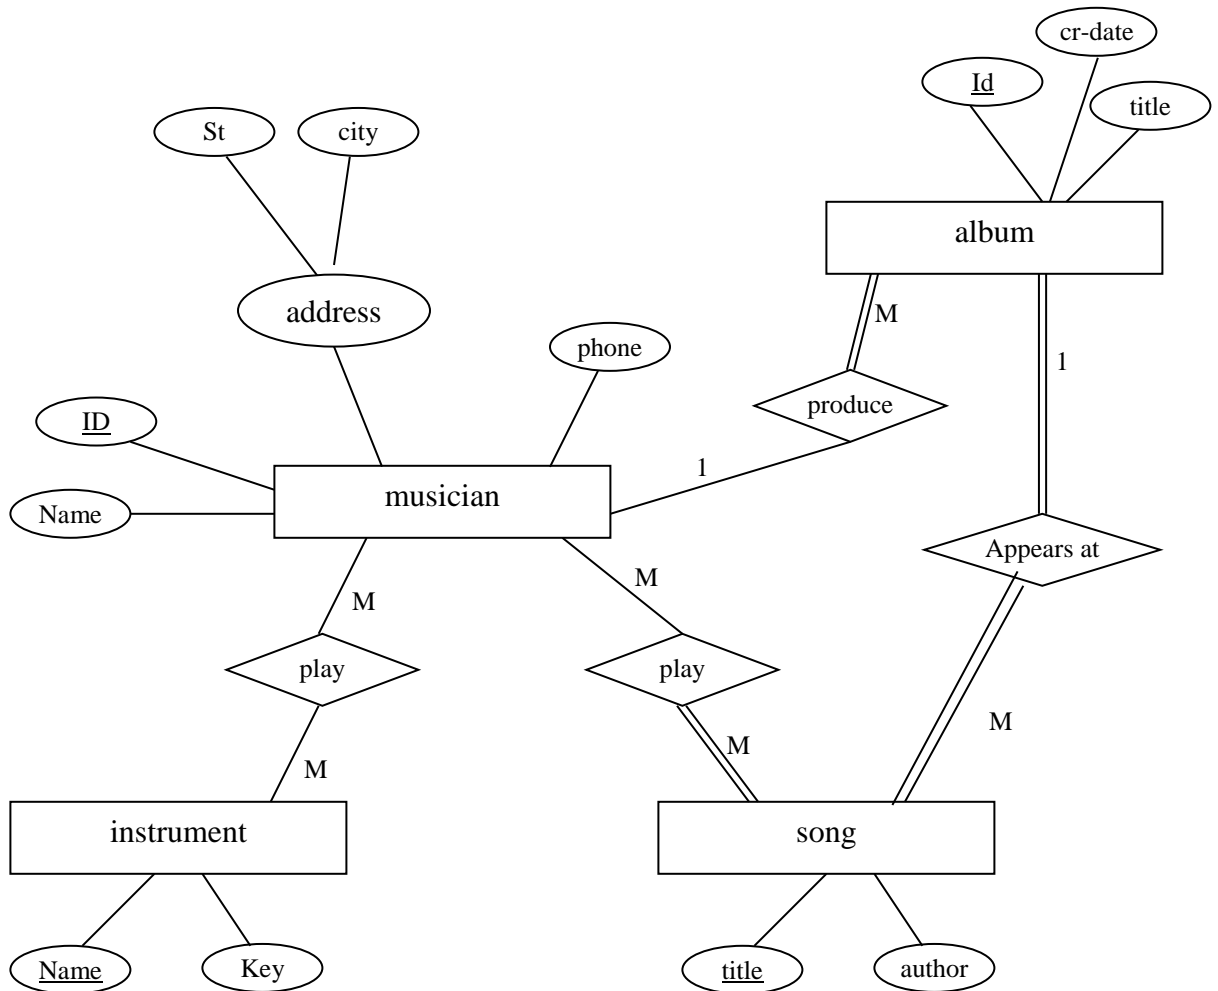 cr-date
Id
title
St
city
album
address
M
phone
1
produce
ID
1
musician
Name
Appears at
M
M
play
play
M
M
M
instrument
song
Name
Key
title
author